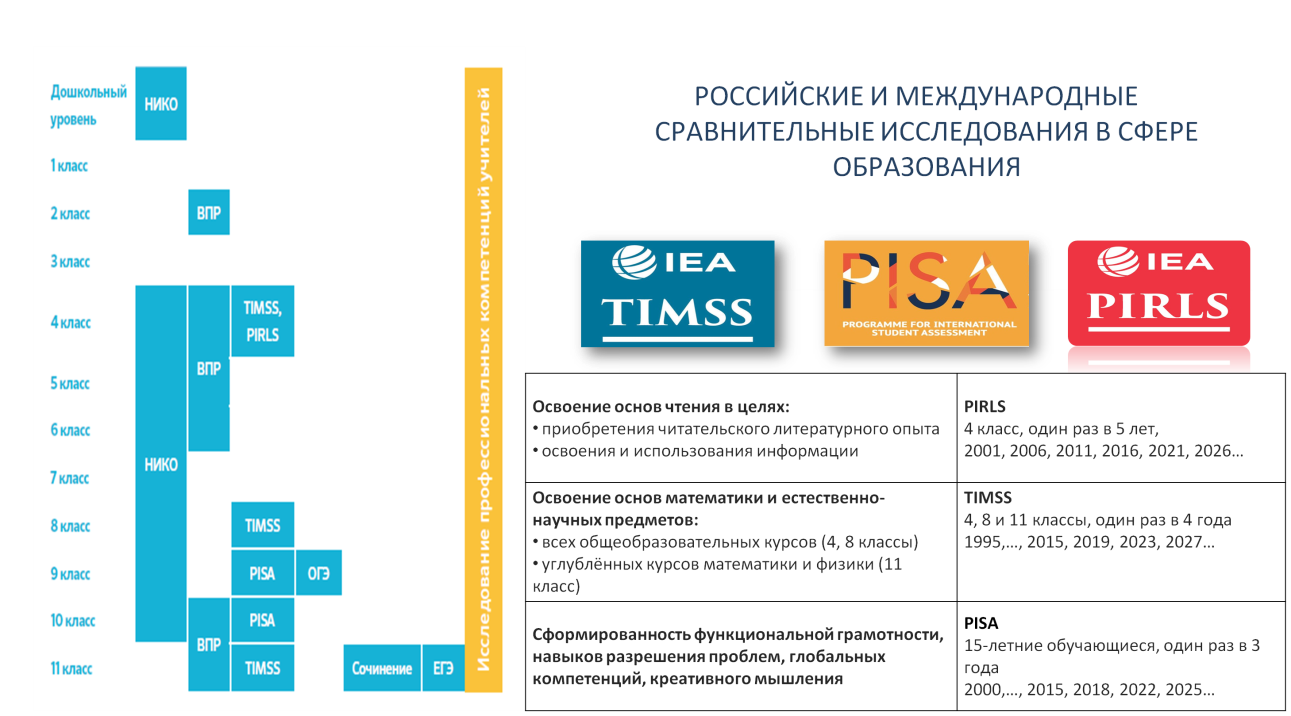 Дошкольный
уровень
НИКО
1 класс
2 класс
ВПР
3 класс
4 класс
TIMSS,
PIRLS
ВПР
5 класс
6 класс
НИКО
7 класс
8 класс
TIMSS
9 класс
PISA
ОГЭ
10 класс
PISA
ВПР
11 класс
TIMSS
Сочинение
ЕГЭ
Исследование профессиональных компетенций учителей
РОССИЙСКИЕ И МЕЖДУНАРОДНЫЕ
СРАВНИТЕЛЬНЫЕ ИССЛЕДОВАНИЯ В СФЕРЕ
ОБРАЗОВАНИЯ
IEA
TIMSS
PISA
PROGRAMME FOR INTERNATIONAL
STUDENT ASSESSMENT
IEA
PIRLS
Освоение основ чтения в целях:
• приобретения читательского литературного опыта
• освоения и использования информации
PIRLS
4 класс, один раз в 5 лет,
2001, 2006, 2011, 2016, 2021, 2026…
Освоение основ математики и естественно-
научных предметов:
• всех общеобразовательных курсов (4, 8 классы)
• углублённых курсов математики и физики (11
класс)
TIMSS
4, 8 и 11 классы, один раз в 4 года
1995,…, 2015, 2019, 2023, 2027…
Сформированность функциональной грамотности,
навыков разрешения проблем, глобальных
компетенций, креативного мышления
PISA
15-летние обучающиеся, один раз в 3
года
2000,…, 2015, 2018, 2022, 2025…